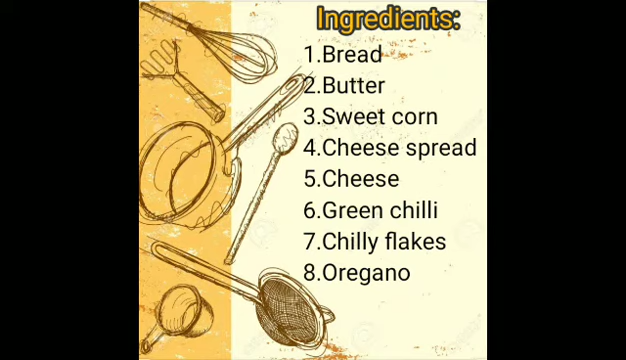 Ingredients:
1.Bread
2.Butter
3.Sweet corn
4.Cheese spread
5.Cheese
6.Green chilli
7.Chilly flakes
8.Oregano